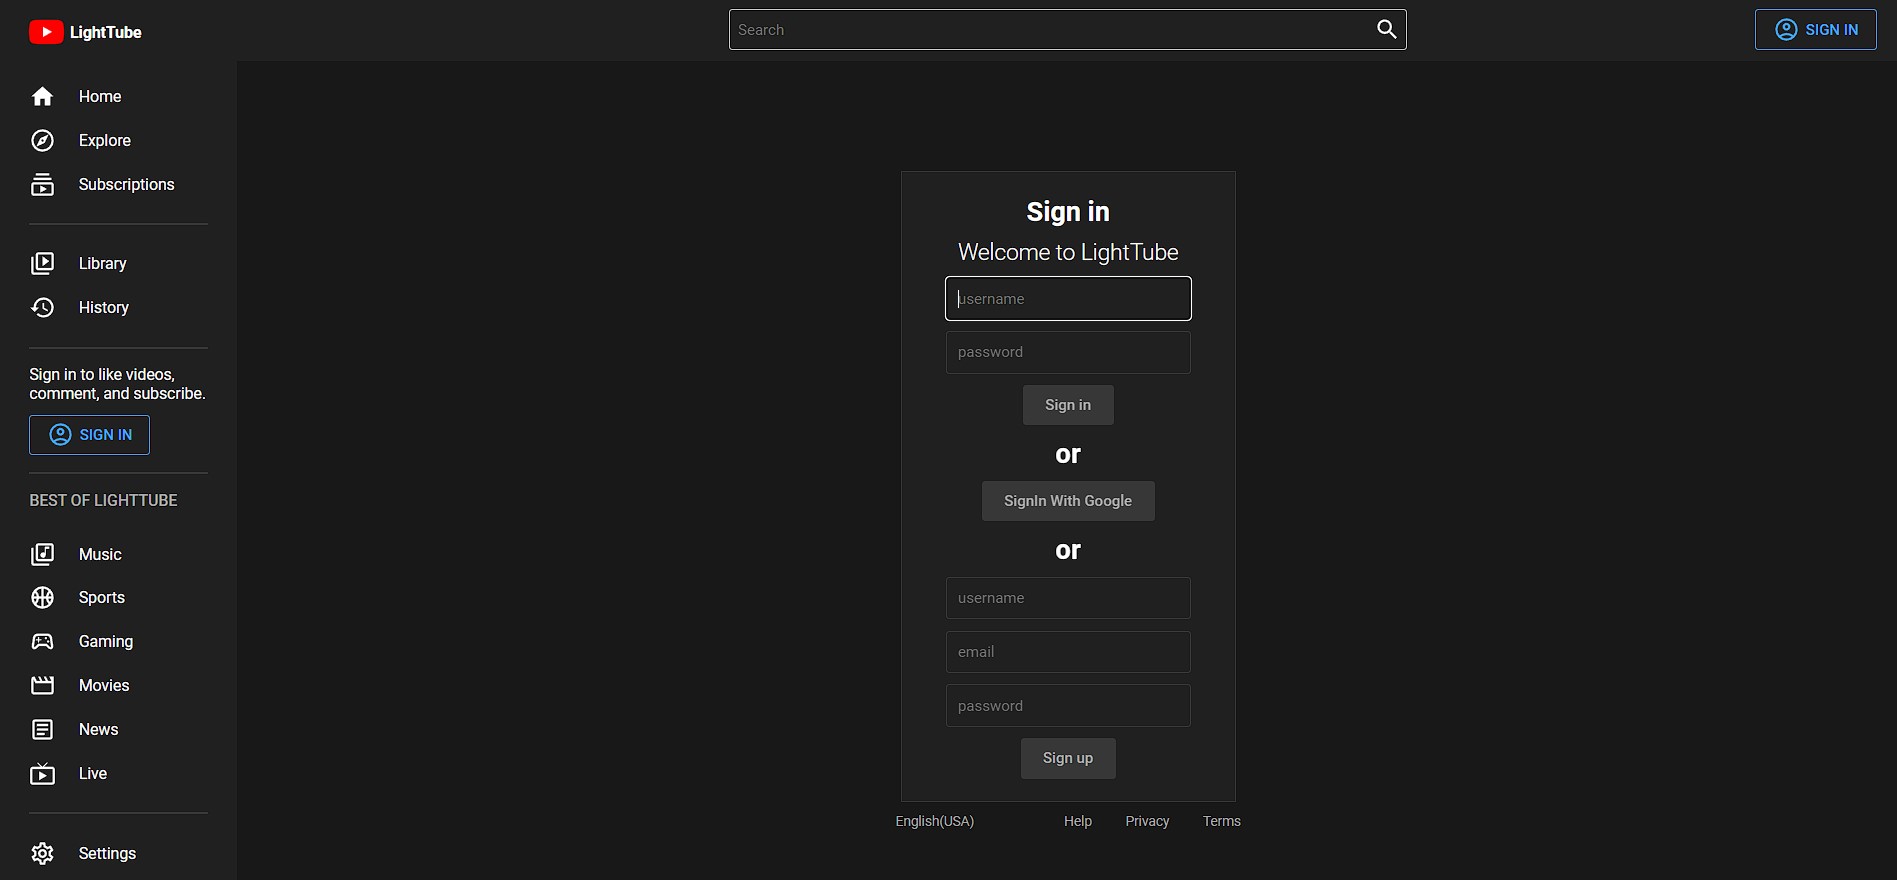 LightTube
Search
SIGN IN
Home
Explore
Subscriptions
Library
History
Sign in to like videos,
comment, and subscribe.
SIGN IN
BEST OF LIGHTTUBE
Music
Sports
Gaming
Movies
News
Live
Settings
Sign in
Welcome to LightTube
username
password
Sign in
or
SignIn With Google
or
username
email
password
Sign up
English(USA) Help Privacy Terms